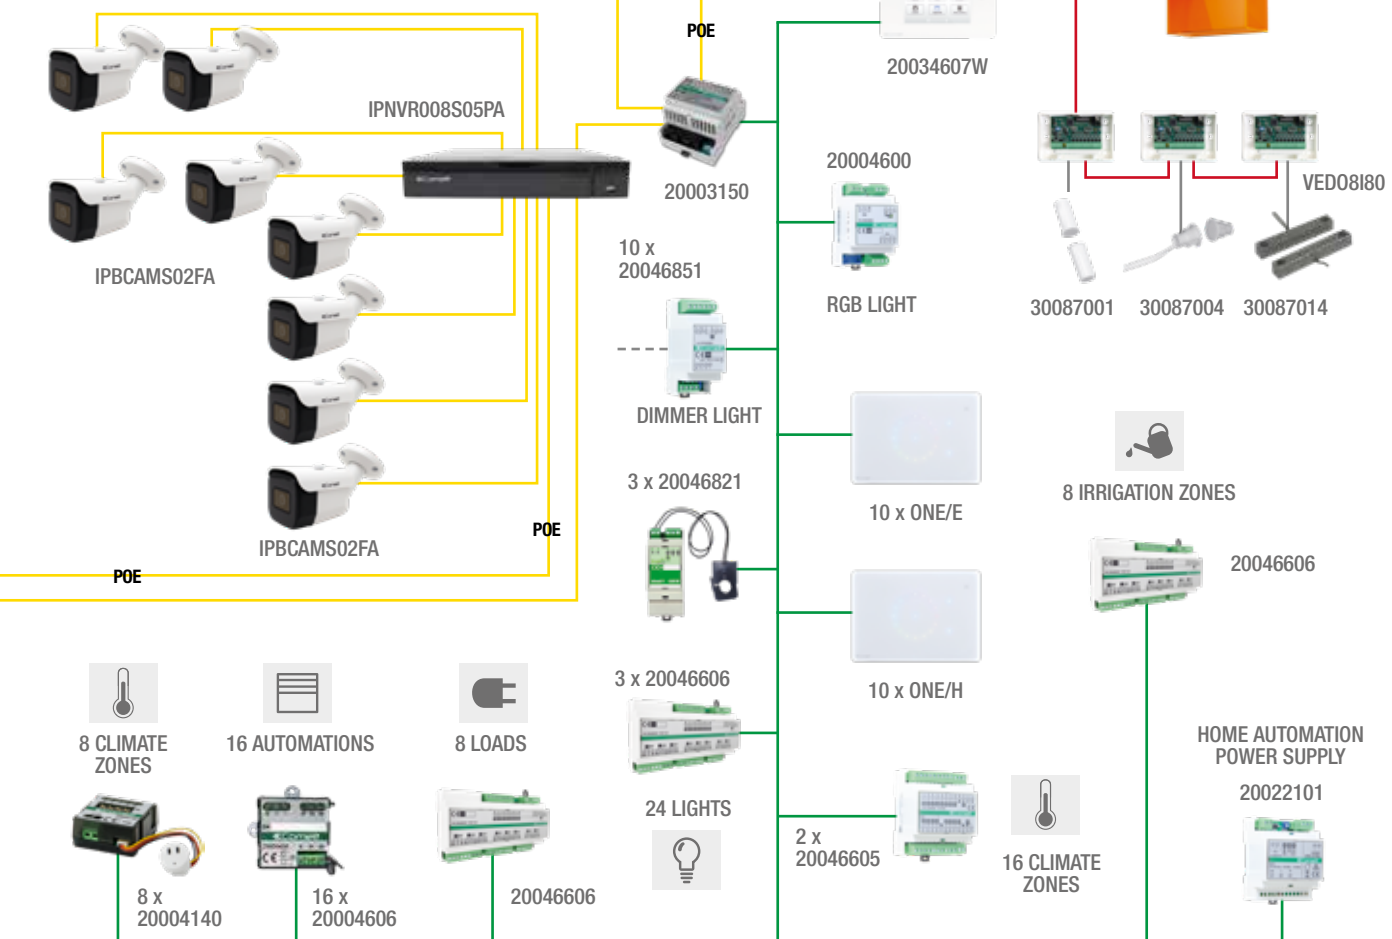 POE
20034607W
IPNVR008S05PA
20004600
20003150
VEDO8I80
10 x
20046851
IPBCAMS02FA
RGB LIGHT
30087001
30087004
30087014
DIMMER LIGHT
3 x 20046821
8 IRRIGATION ZONES
10 x ONE/E
POE
IPBCAMS02FA
20046606
POE
3 x 20046606
10 x ONE/H
8 CLIMATE
ZONES
16 AUTOMATIONS
8 LOADS
HOME AUTOMATION
POWER SUPPLY
20022101
24 LIGHTS
2 x
20046605
16 CLIMATE
ZONES
8 x
20004140
16 x
20004606
20046606